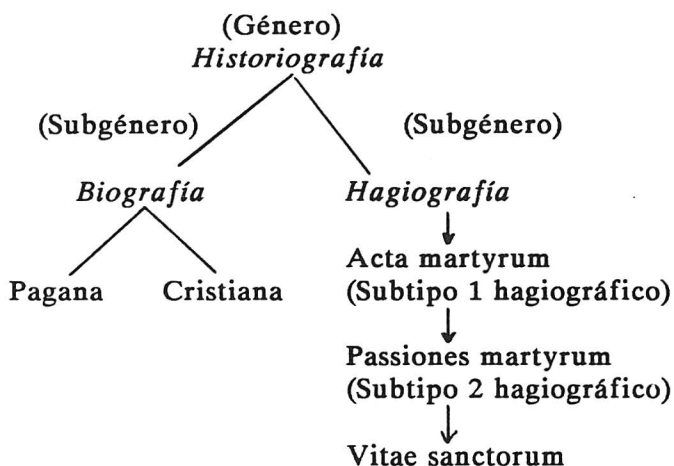 (Género)
Historiografía
(Subgénero) (Subgénero)
Biografía Hagiografía
Pagana Cristiana
Acta martyrum
(Subtipo 1 hagiográfico)
Passiones martyrum
(Subtipo 2 hagiográfico)
Vitae sanctorum